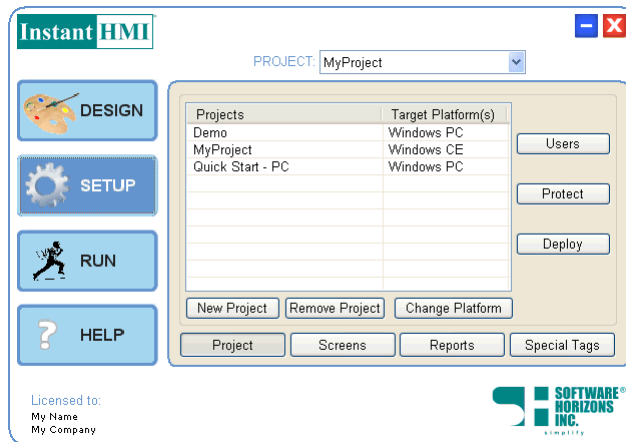 Instant HMI
PROJECT: MyProject
DESIGN
SETUP
RUN
HELP
Projects Target Platform(s)
Demo Windows PC
MyProject Windows CE
Quick Start - PC Windows PC
Users
Protect
Deploy
New Project Remove Project Change Platform
Project Screens Reports Special Tags
Licensed to:
My Name
My Company
SOFTWARE®
HORIZONS
INC.
simplify